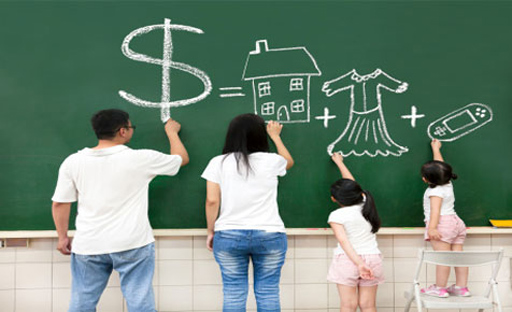 $ = + +